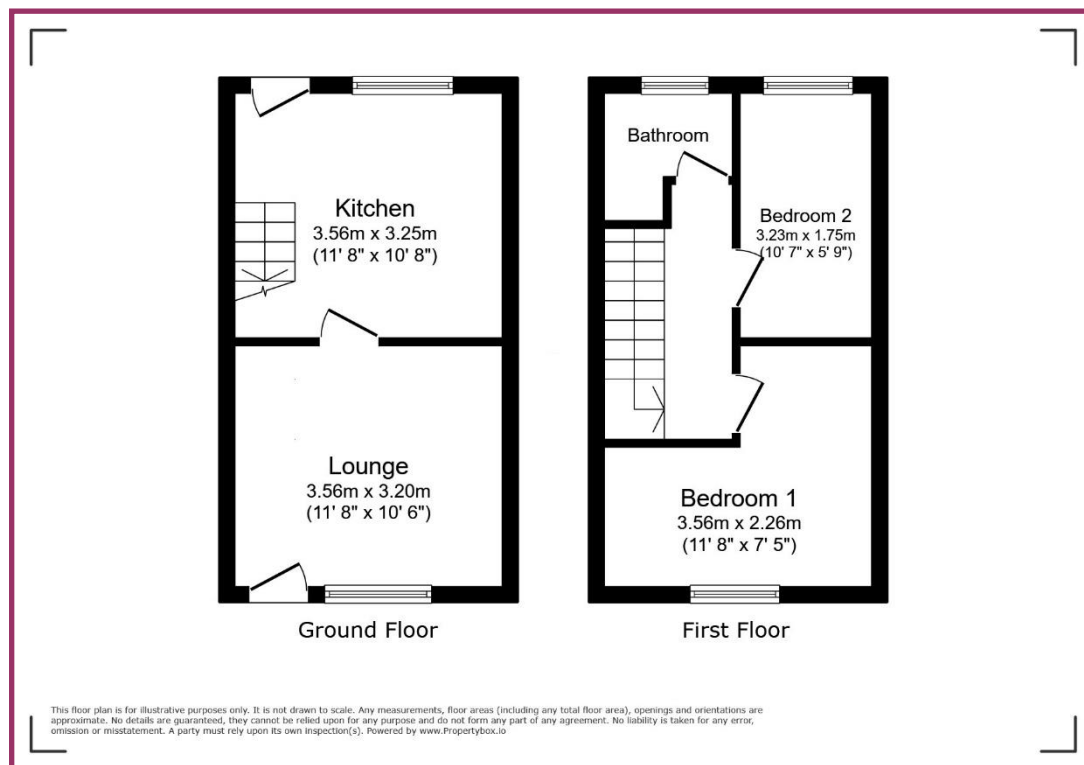 Kitchen
3.56m x 3.25m
(11' 8" x 10' 8")
Lounge
3.56m x 3.20m
(11' 8" x 10' 6")
Ground Floor
Bathroom
Bedroom 2
3.23m x 1.75m
(10' 7" x 5' 9")
Bedroom 1
3.56m x 2.26m
(11' 8" x 7' 5")
First Floor
This floor plan is for illustrative purposes only. It is not drawn to scale. Any measurements, floor areas (including any total floor area), openings and orientations are
approximate. No details are guaranteed, they cannot be relied upon for any purpose and do not form any part of any agreement. No liability is taken for any error,
omission or misstatement. A party must rely upon its own inspection(s). Powered by www.Propertybox.io